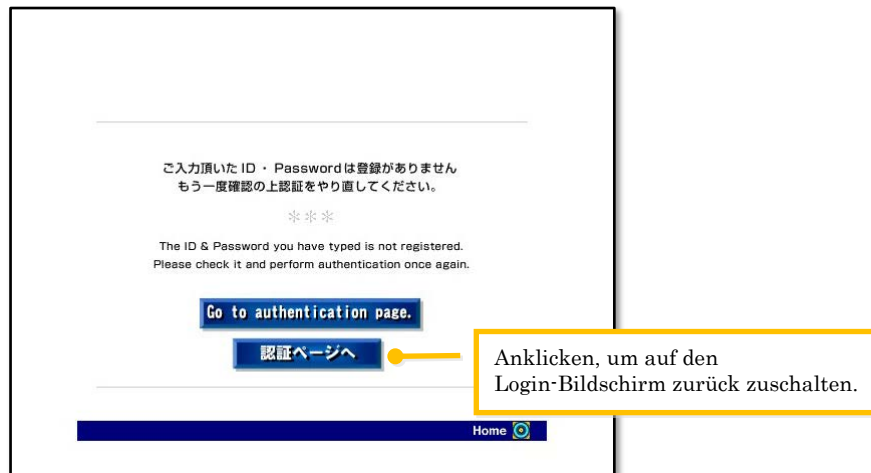 ご入力頂いた ID ・ Passwordは登録がありません
もう一度確認の上認証をやり直してください。
＊＊＊
The ID & Password you have typed is not registered.
Please check it and perform authentication once again.
Go to authentication page.
認証ページへ
Anklicken, um auf den
Login-Bildschirm zurück zuschalten.
Home